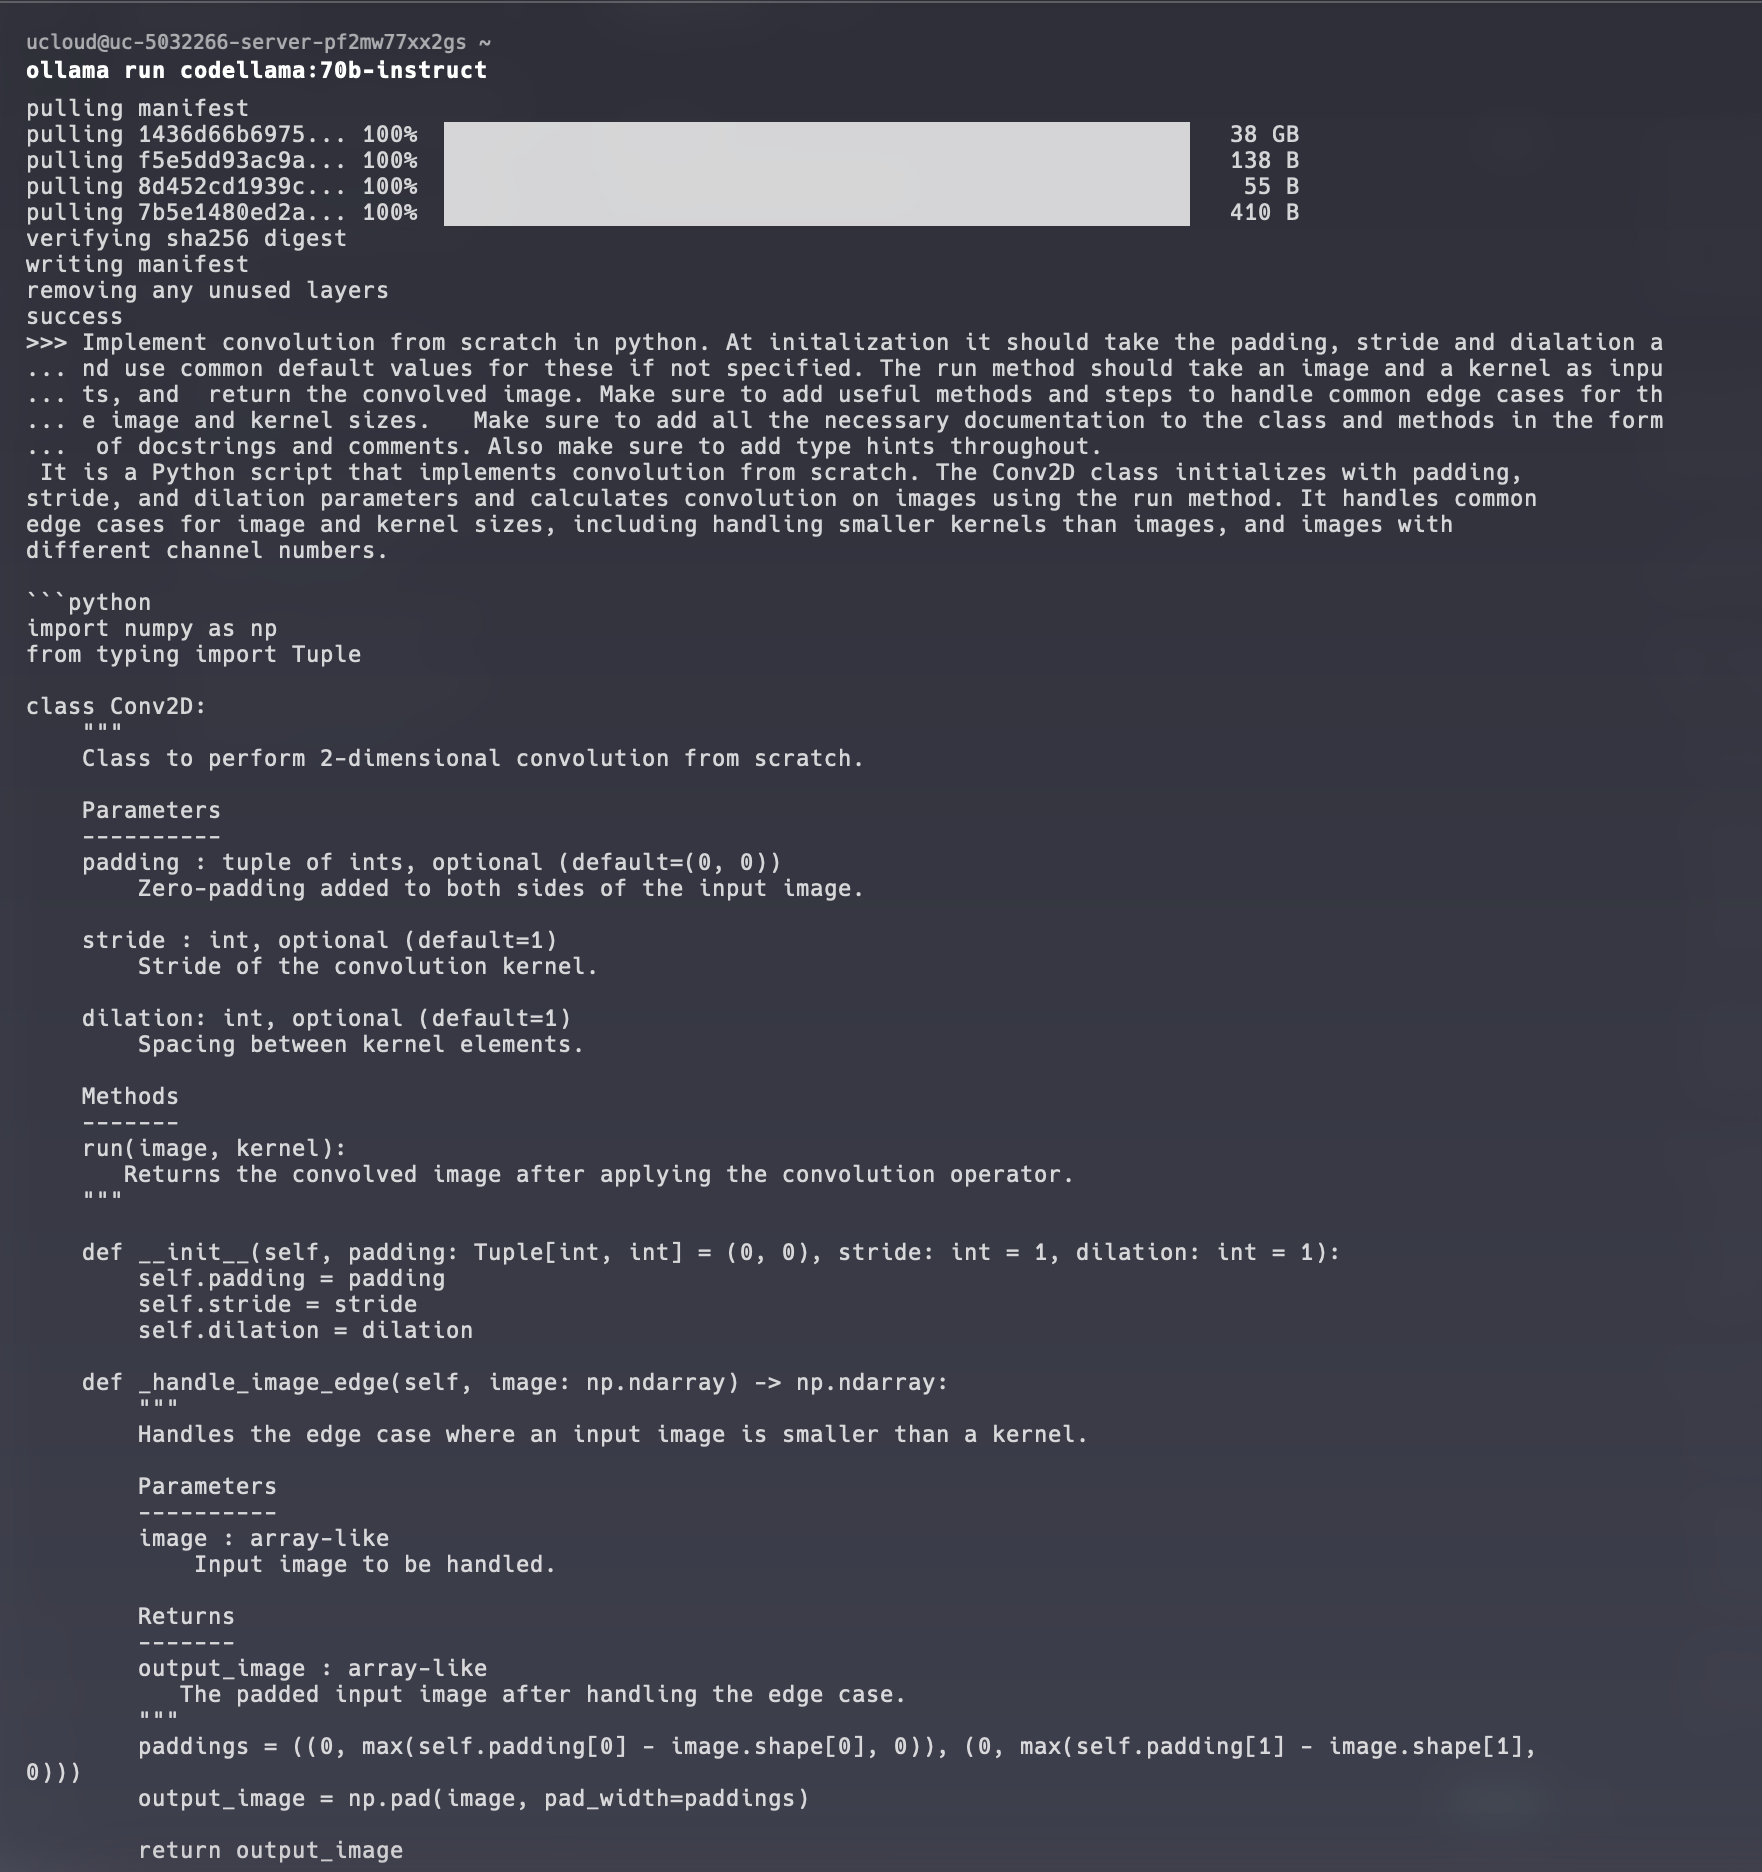 ucloud@uc-5032266-server-pf2mw77xx2gs ~
ollama run codellama:70b-instruct
pulling manifest
pulling 1436d66b6975... 100% 38 GB
pulling f5e5dd93ac9a... 100% 138 B
pulling 8d452cd1939c... 100% 55 B
pulling 7b5e1480ed2a... 100% 410 B
verifying sha256 digest
writing manifest
removing any unused layers
success
>>> Implement convolution from scratch in python. At initalization it should take the padding, stride and dialation a
... nd use common default values for these if not specified. The run method should take an image and a kernel as inpu
... ts, and  return the convolved image. Make sure to add useful methods and steps to handle common edge cases for th
... e image and kernel sizes.   Make sure to add all the necessary documentation to the class and methods in the form
...  of docstrings and comments. Also make sure to add type hints throughout.
 It is a Python script that implements convolution from scratch. The Conv2D class initializes with padding,
stride, and dilation parameters and calculates convolution on images using the run method. It handles common
edge cases for image and kernel sizes, including handling smaller kernels than images, and images with
different channel numbers.

```python
import numpy as np
from typing import Tuple

class Conv2D:
    """
    Class to perform 2-dimensional convolution from scratch.

    Parameters
    ----------
    padding : tuple of ints, optional (default=(0, 0))
        Zero-padding added to both sides of the input image.

    stride : int, optional (default=1)
        Stride of the convolution kernel.

    dilation: int, optional (default=1)
        Spacing between kernel elements.

    Methods
    -------
    run(image, kernel):
       Returns the convolved image after applying the convolution operator.
    """

    def __init__(self, padding: Tuple[int, int] = (0, 0), stride: int = 1, dilation: int = 1):
        self.padding = padding
        self.stride = stride
        self.dilation = dilation

    def _handle_image_edge(self, image: np.ndarray) -> np.ndarray:
        """
        Handles the edge case where an input image is smaller than a kernel.

        Parameters
        ----------
        image : array-like
            Input image to be handled.

        Returns
        -------
        output_image : array-like
           The padded input image after handling the edge case.
        """
        paddings = ((0, max(self.padding[0] - image.shape[0], 0)), (0, max(self.padding[1] - image.shape[1],
0)))
        output_image = np.pad(image, pad_width=paddings)

        return output_image